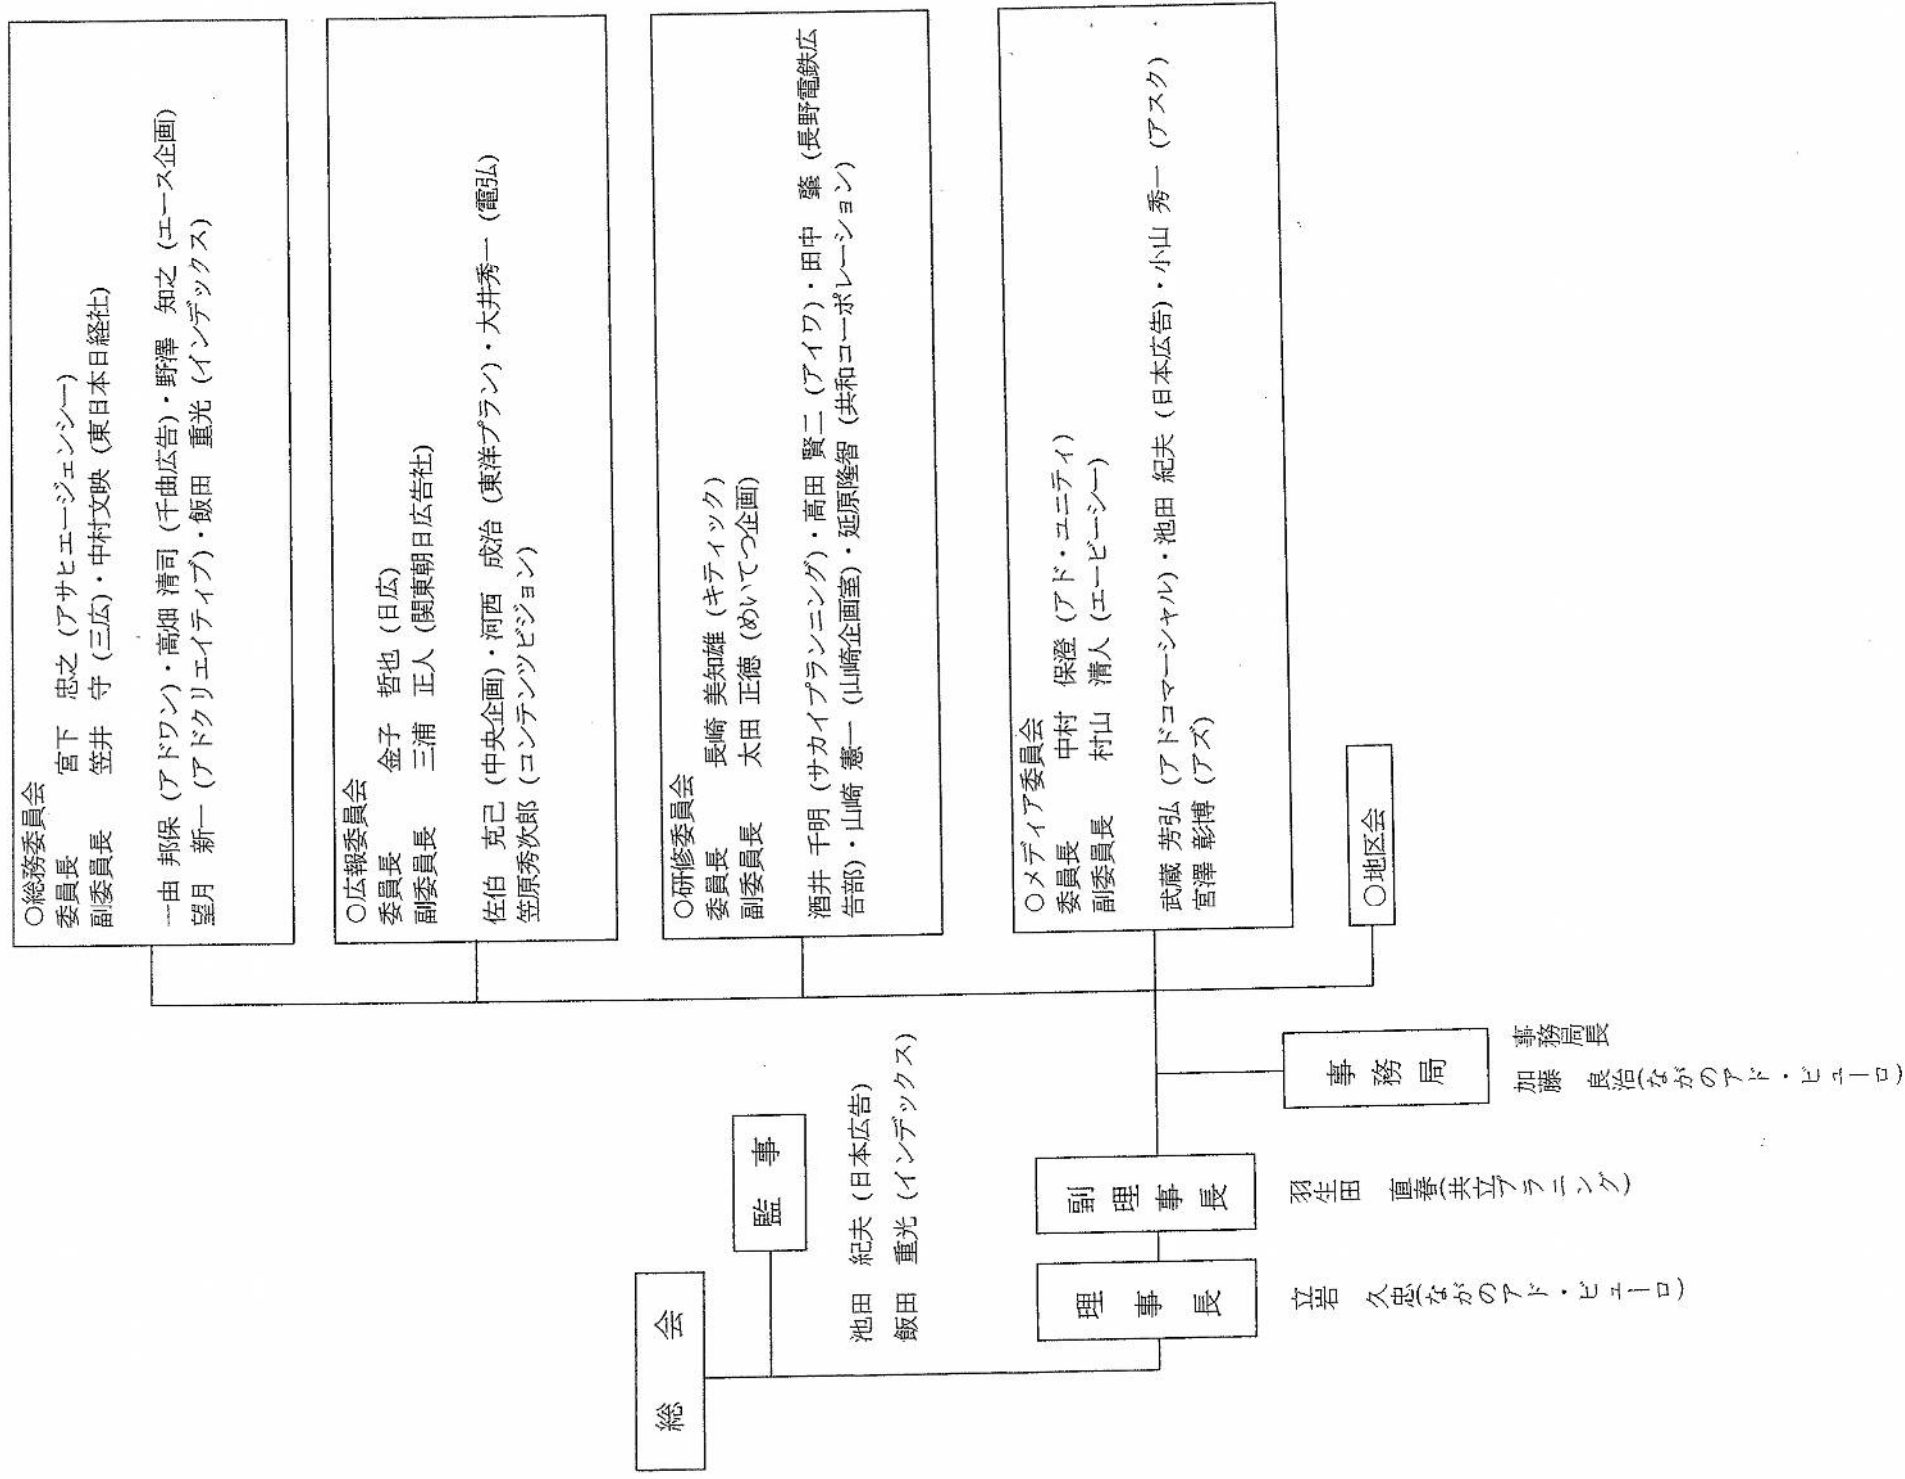 総 会
監 事
池田 紀夫 (日本広告)
飯田 重光 (インデックス)
理事長
立岩 久忠(ながのアド・ビューロ)
副理事長
羽生田 直春(共立プラニング)
事務局
事務局長
加藤 良治(ながのアド・ビューロ)
○総務委員会
委員長 宮下 忠之 (アサヒエージェンシー)
副委員長 笠井 守 (三広)・中村文映 (東日本日経社)
一由 邦保 (アドワン)・高畑 清司 (千曲広告)・野澤 知之 (エース企画)
望月 新一 (アドクリエイティブ)・飯田 重光 (インデックス)
○広報委員会
委員長 金子 哲也 (日広)
副委員長 三浦 正人 (関東朝日広告社)
佐伯 克己 (中央企画)・河西 成治 (東洋プラン)・大井秀一 (電弘)
笠原秀次郎 (コンテンツビジョン)
○研修委員会
委員長 長崎 美知雄 (キティック)
副委員長 太田 正徳 (めいてつ企画)
酒井 千明 (サカイプランニング)・高田 賢二 (アイワ)・田中 肇 (長野電鉄広
告部)・山崎 憲一 (山崎企画室)・延原隆智 (共和コーポレーション)
○メディア委員会
委員長 中村 保澄 (アド・ユニティ)
副委員長 村山 清人 (エービーシー)
武蔵 芳弘 (アドコマーシャル)・池田 紀夫 (日本広告)・小山 秀一 (アスク)
宮澤 彰博 (アズ)
○地区会